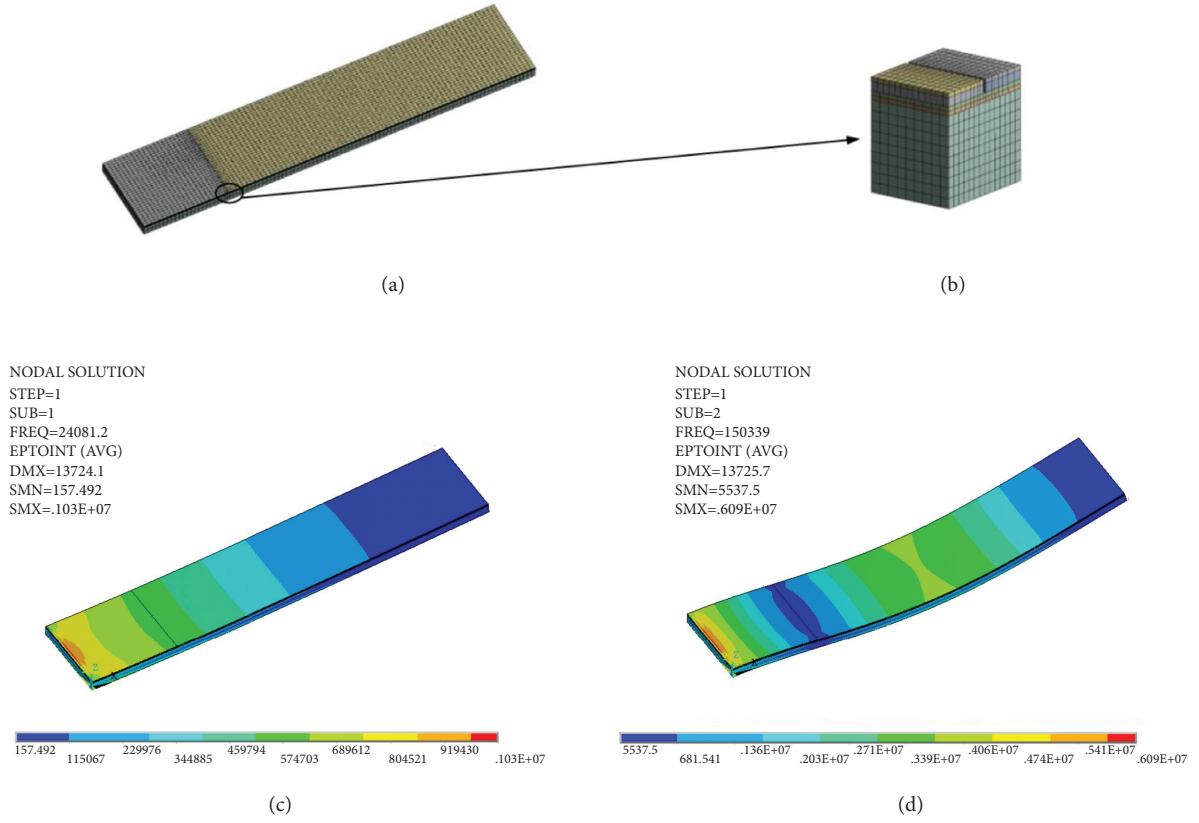 (a)
(b)
NODAL SOLUTION
STEP=1
SUB=1
FREQ=24081.2
EPTOINT (AVG)
DMX=13724.1
SMN=157.492
SMX=.103E+07
Z
X
157.492 229976 459794 689612 919430
115067 344885 574703 804521 .103E+07
(c)
NODAL SOLUTION
STEP=1
SUB=2
FREQ=150339
EPTOINT (AVG)
DMX=13725.7
SMN=5537.5
SMX=.609E+07
Z
X
5537.5 .136E+07 .271E+07 .406E+07 .541E+07
681.541 .203E+07 .339E+07 .474E+07 .609E+07
(d)